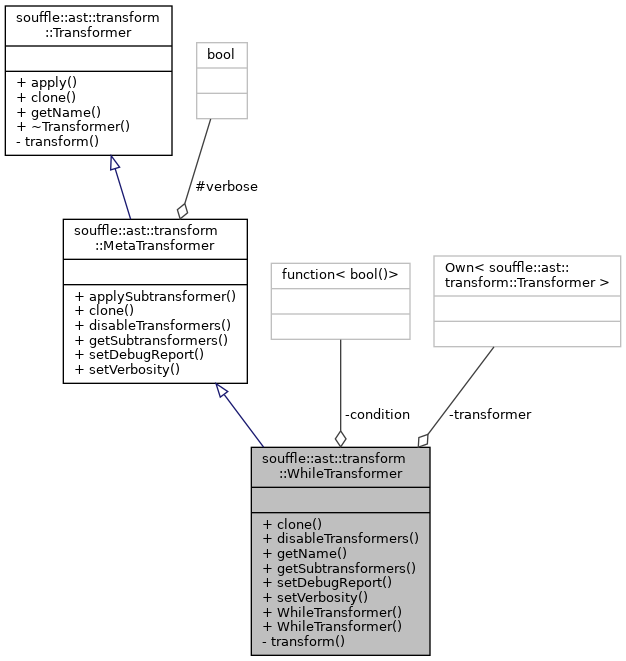 souffle::ast::transform
::Transformer
+ apply()
+ clone()
+ getName()
+ ~Transformer()
- transform()
bool
#verbose
souffle::ast::transform
::MetaTransformer
+ applySubtransformer()
+ clone()
+ disableTransformers()
+ getSubtransformers()
+ setDebugReport()
+ setVerbosity()
function< bool()>
Own< souffle::ast::
transform::Transformer >
-condition
-transformer
souffle::ast::transform
::WhileTransformer
+ clone()
+ disableTransformers()
+ getName()
+ getSubtransformers()
+ setDebugReport()
+ setVerbosity()
+ WhileTransformer()
+ WhileTransformer()
- transform()